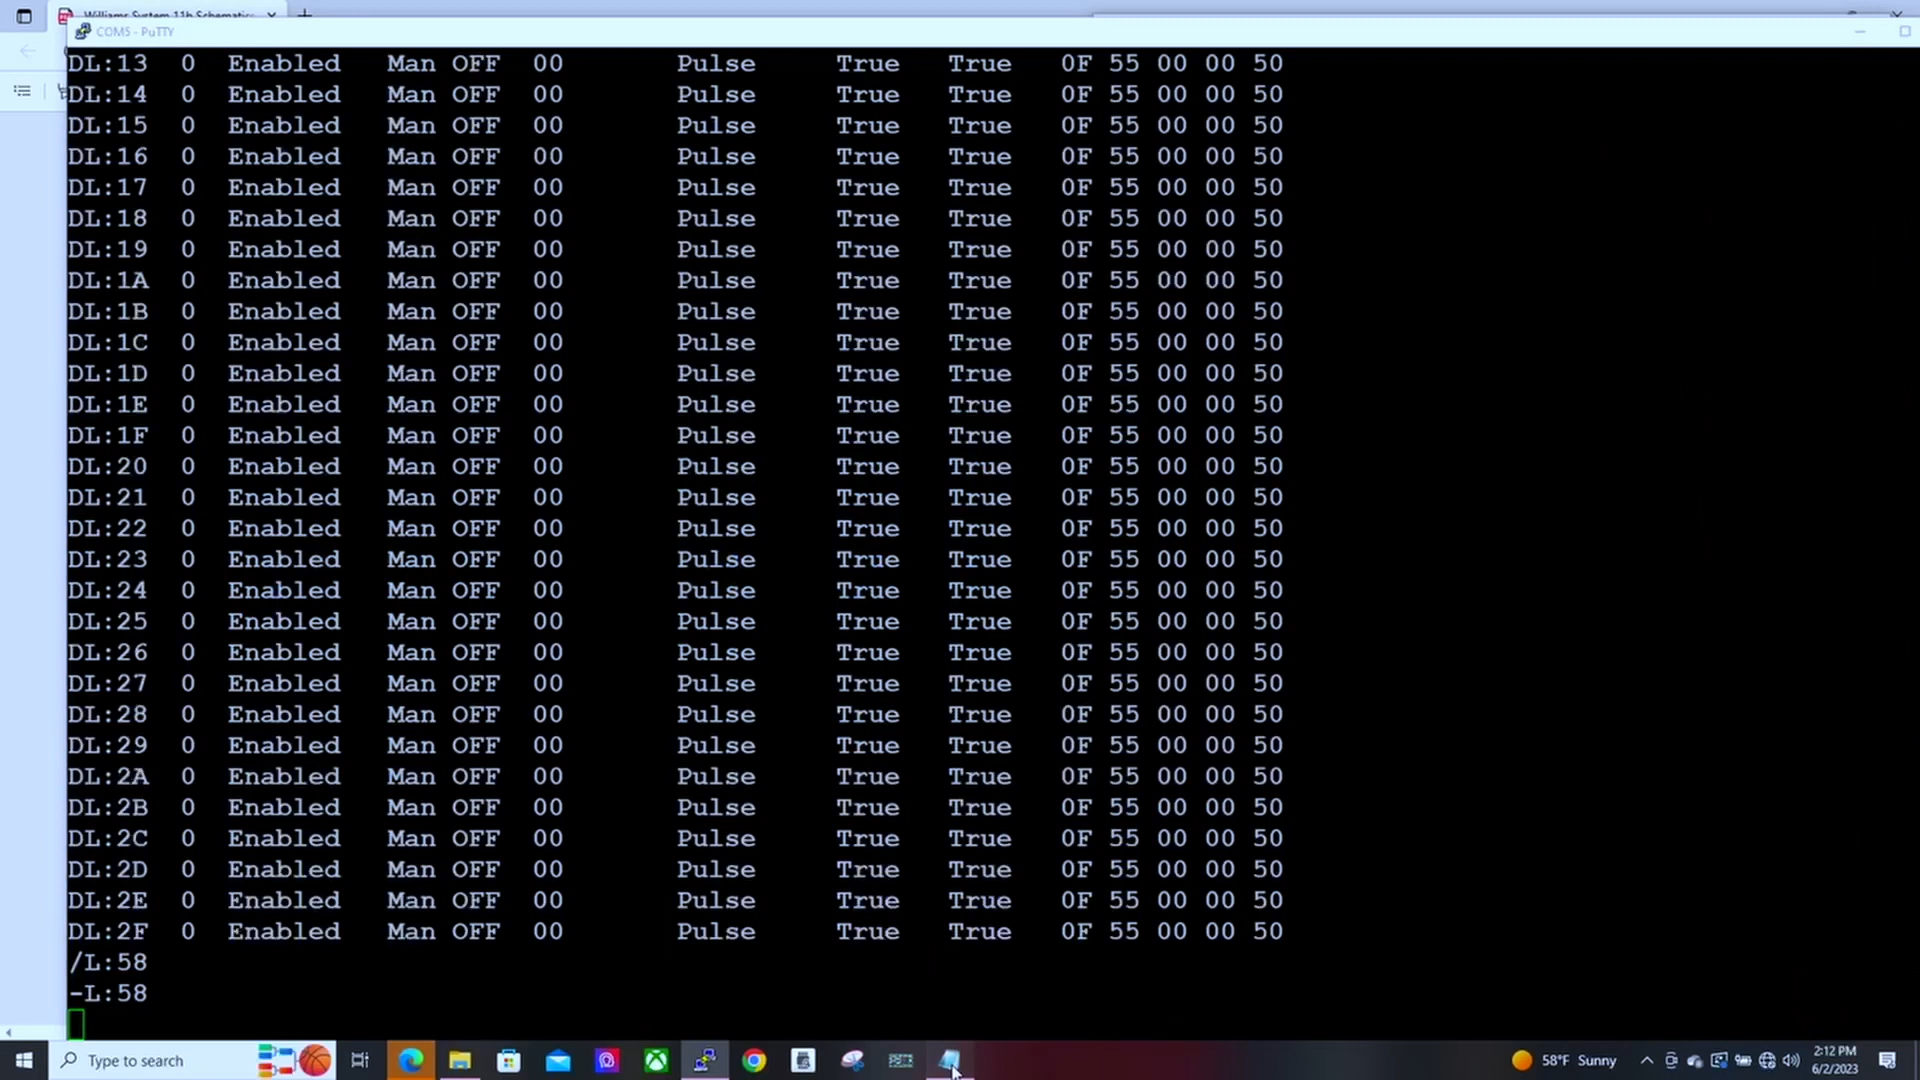 Williams System 11b Schematic
COM5 - PuTTY
DL:13 0 Enabled Man OFF 00 Pulse True True 0F 55 00 00 50
DL:14 0 Enabled Man OFF 00 Pulse True True 0F 55 00 00 50
DL:15 0 Enabled Man OFF 00 Pulse True True 0F 55 00 00 50
DL:16 0 Enabled Man OFF 00 Pulse True True 0F 55 00 00 50
DL:17 0 Enabled Man OFF 00 Pulse True True 0F 55 00 00 50
DL:18 0 Enabled Man OFF 00 Pulse True True 0F 55 00 00 50
DL:19 0 Enabled Man OFF 00 Pulse True True 0F 55 00 00 50
DL:1A 0 Enabled Man OFF 00 Pulse True True 0F 55 00 00 50
DL:1B 0 Enabled Man OFF 00 Pulse True True 0F 55 00 00 50
DL:1C 0 Enabled Man OFF 00 Pulse True True 0F 55 00 00 50
DL:1D 0 Enabled Man OFF 00 Pulse True True 0F 55 00 00 50
DL:1E 0 Enabled Man OFF 00 Pulse True True 0F 55 00 00 50
DL:1F 0 Enabled Man OFF 00 Pulse True True 0F 55 00 00 50
DL:20 0 Enabled Man OFF 00 Pulse True True 0F 55 00 00 50
DL:21 0 Enabled Man OFF 00 Pulse True True 0F 55 00 00 50
DL:22 0 Enabled Man OFF 00 Pulse True True 0F 55 00 00 50
DL:23 0 Enabled Man OFF 00 Pulse True True 0F 55 00 00 50
DL:24 0 Enabled Man OFF 00 Pulse True True 0F 55 00 00 50
DL:25 0 Enabled Man OFF 00 Pulse True True 0F 55 00 00 50
DL:26 0 Enabled Man OFF 00 Pulse True True 0F 55 00 00 50
DL:27 0 Enabled Man OFF 00 Pulse True True 0F 55 00 00 50
DL:28 0 Enabled Man OFF 00 Pulse True True 0F 55 00 00 50
DL:29 0 Enabled Man OFF 00 Pulse True True 0F 55 00 00 50
DL:2A 0 Enabled Man OFF 00 Pulse True True 0F 55 00 00 50
DL:2B 0 Enabled Man OFF 00 Pulse True True 0F 55 00 00 50
DL:2C 0 Enabled Man OFF 00 Pulse True True 0F 55 00 00 50
DL:2D 0 Enabled Man OFF 00 Pulse True True 0F 55 00 00 50
DL:2E 0 Enabled Man OFF 00 Pulse True True 0F 55 00 00 50
DL:2F 0 Enabled Man OFF 00 Pulse True True 0F 55 00 00 50
/L:58
-L:58
Type to search
58°F Sunny
2:12 PM
6/2/2023